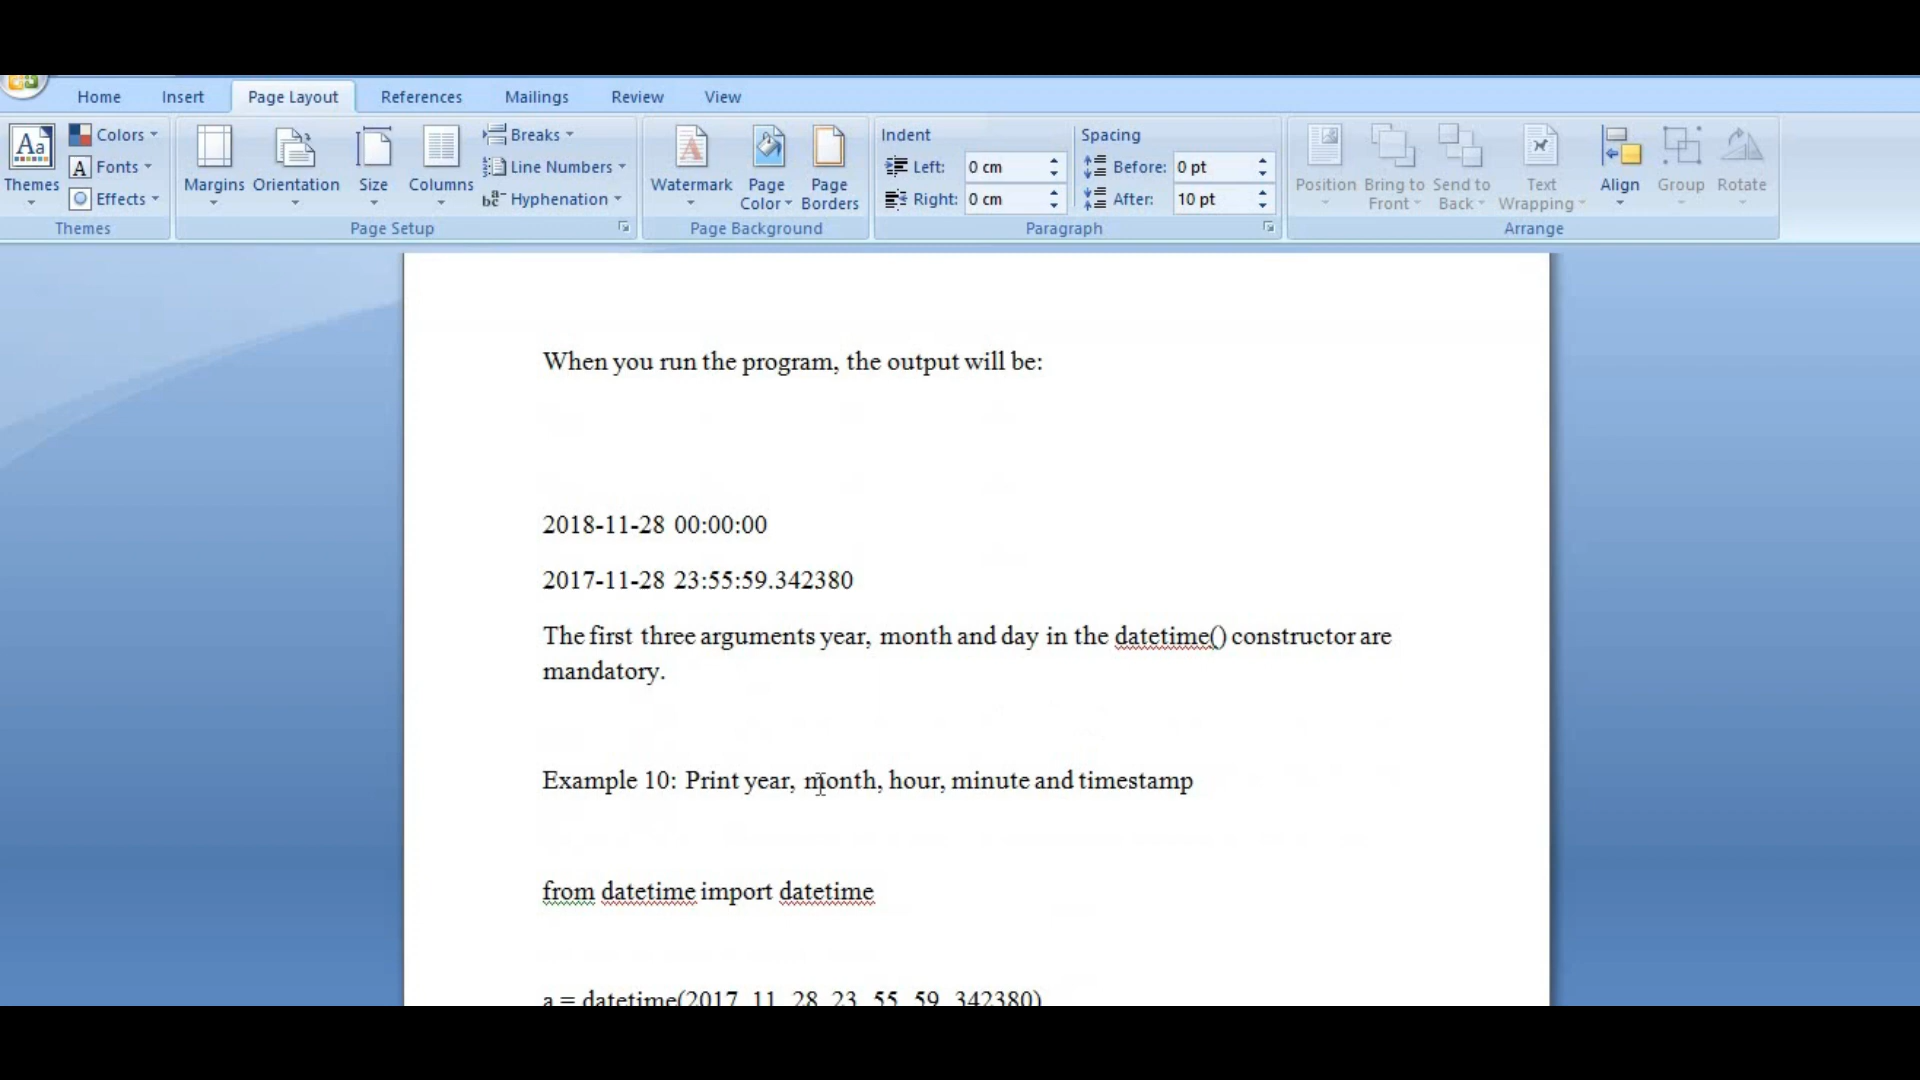 Home Insert Page Layout References Mailings Review View
Aa Colors Breaks Indent Spacing
A Fonts Line Numbers Left: 0 cm Before: 0 pt
Themes Effects Margins Orientation Size Columns Hyphenation Watermark Page Color Page Borders Right: 0 cm After: 10 pt Position Bring to Front Send to Back Text Wrapping Align Group Rotate
Themes Page Setup Page Background Paragraph Arrange
When you run the program, the output will be:
2018-11-28 00:00:00
2017-11-28 23:55:59.342380
The first three arguments year, month and day in the datetime() constructor are
mandatory.
Example 10: Print year, month, hour, minute and timestamp
from datetime import datetime
a = datetime(2017, 11, 28, 23, 55, 59, 342380)